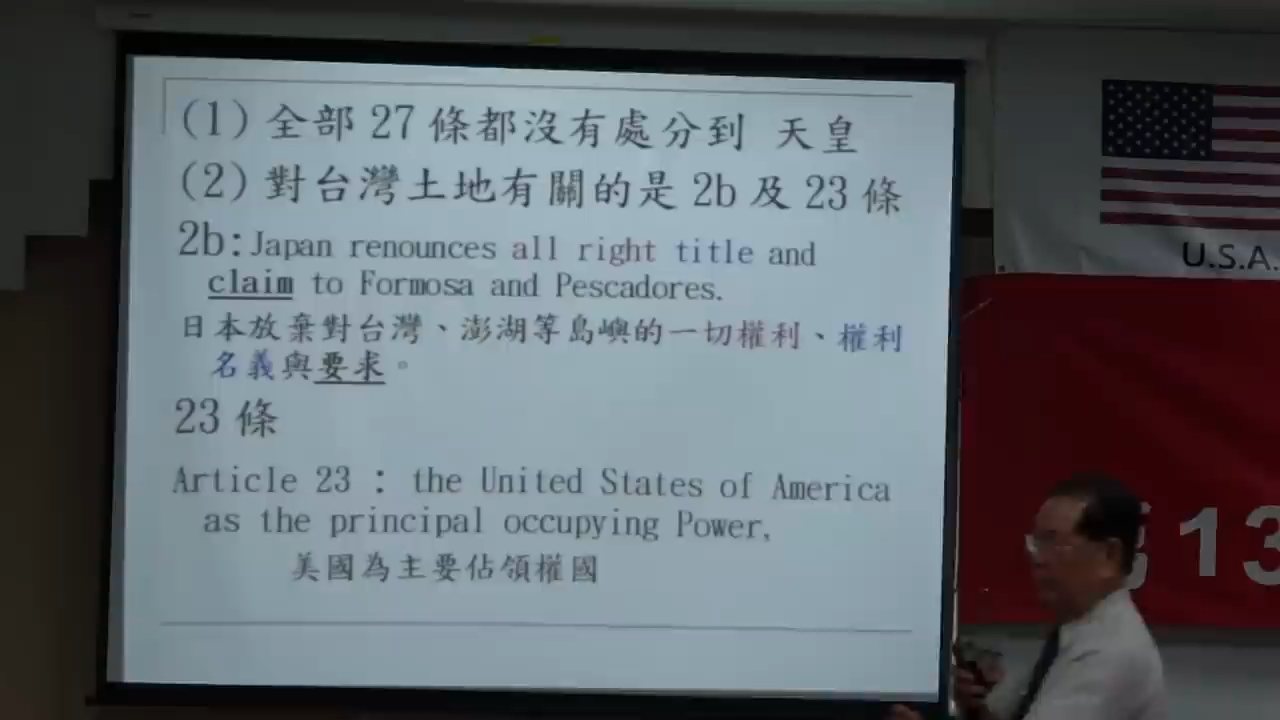 (1) 全部 27 條都沒有處分到 天皇
(2) 對台灣土地有關的是 2b 及 23 條
2b:Japan renounces all right title and
claim to Formosa and Pescadores.
日本放棄對台灣、澎湖等島嶼的一切權利、權利
名義與要求。
23 條
Article 23 : the United States of America
as the principal occupying Power,
美國為主要佔領權國
U.S.A.
13